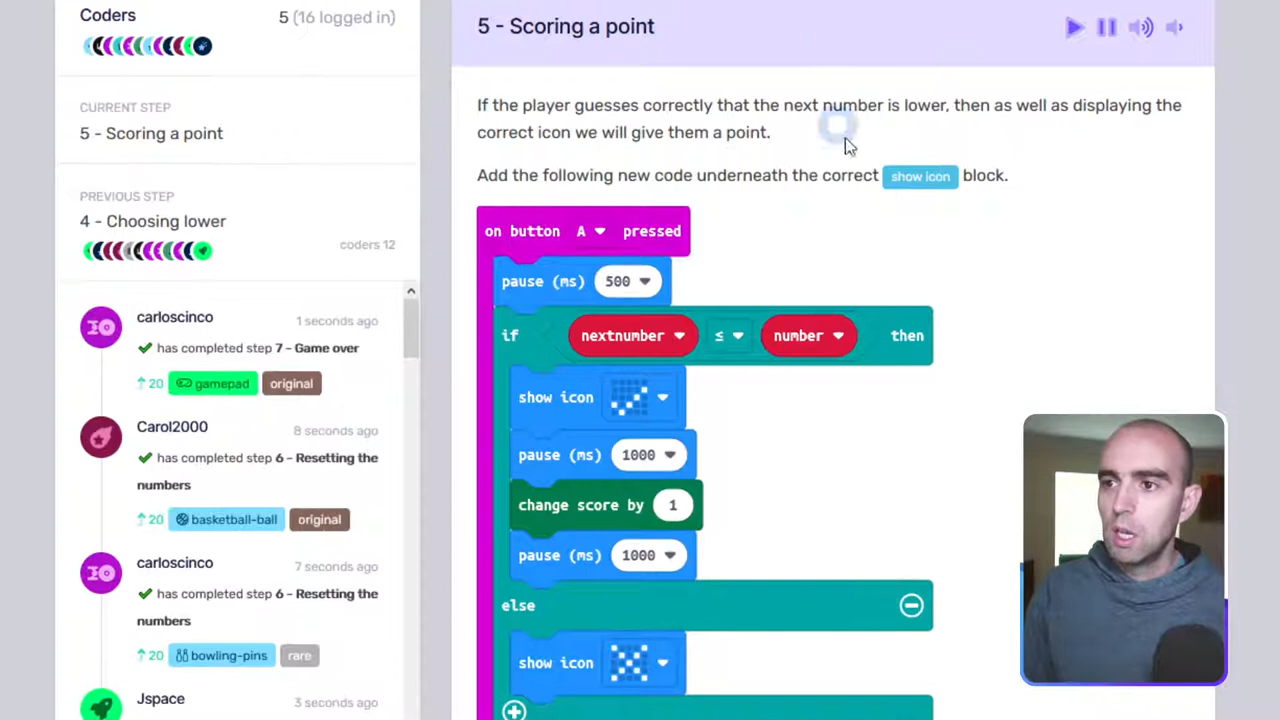 Coders
5 (16 logged in)
CURRENT STEP
5 - Scoring a point
PREVIOUS STEP
4 - Choosing lower
coders 12
carloscinco
1 seconds ago
has completed step 7 - Game over
20 gamepad original
Carol2000
8 seconds ago
has completed step 6 - Resetting the
numbers
20 basketball-ball original
carloscinco
7 seconds ago
has completed step 6 - Resetting the
numbers
20 bowling-pins rare
Jspace
3 seconds ago
5 - Scoring a point
If the player guesses correctly that the next number is lower, then as well as displaying the
correct icon we will give them a point.
Add the following new code underneath the correct show icon block.
on button A pressed
pause (ms) 500
if nextnumber ≤ number then
show icon
pause (ms) 1000
change score by 1
pause (ms) 1000
else
show icon